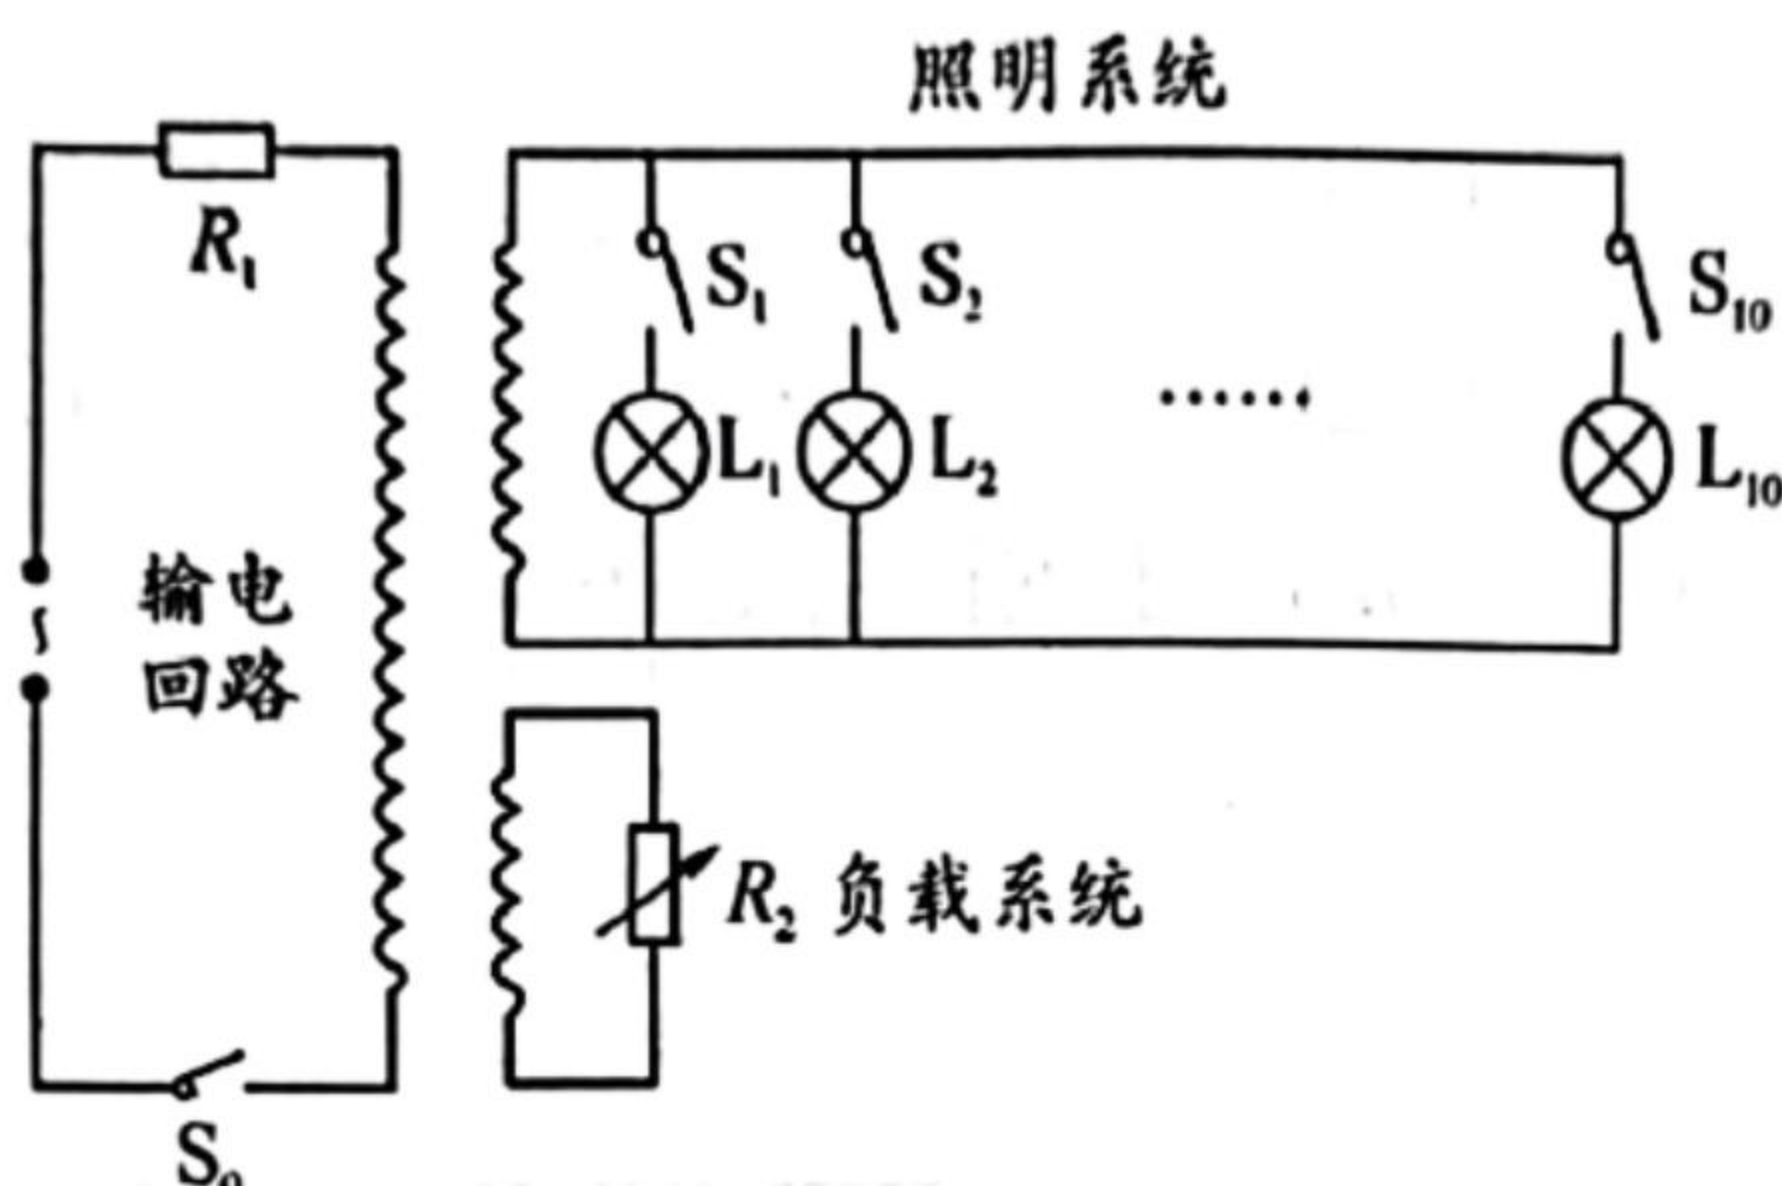 照明系统
R₁
S₁
S₂
S₁₀
L₁
L₂
......
L₁₀
输电
回路
~
R₂ 负载系统
S₀